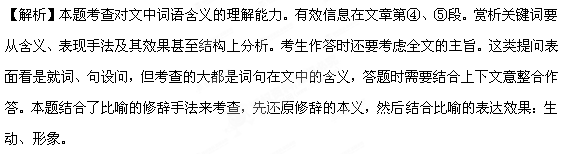 【解析】本题考查对文中词语含义的理解能力。有效信息在文章第④、⑤段。赏析关键词要
从含义、表现手法及其效果甚至结构上分析。考生作答时还要考虑全文的主旨。这类提问表
面看是就词、句设问，但考查的大都是词句在文中的含义，答题时需要结合上下文意整合作
答。本题结合了比喻的修辞手法来考查，先还原修辞的本义，然后结合比喻的表达效果：生
动、形象。